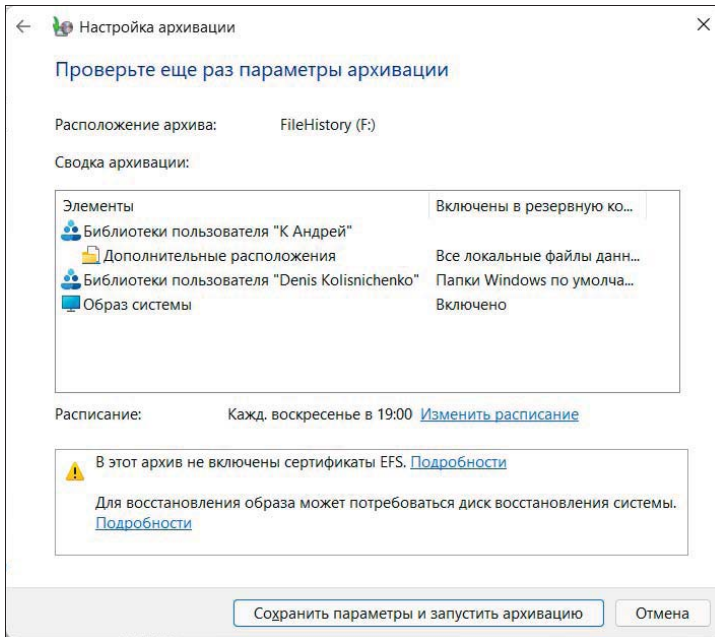 Настройка архивации
Проверьте еще раз параметры архивации
Расположение архива: FileHistory (F:)
Сводка архивации:
Элементы Включены в резервную ко...
Библиотеки пользователя "К Андрей"
Дополнительные расположения Все локальные файлы данн...
Библиотеки пользователя "Denis Kolisnichenko" Папки Windows по умолча...
Образ системы Включено
Расписание: Кажд. воскресенье в 19:00 Изменить расписание
В этот архив не включены сертификаты EFS. Подробности
Для восстановления образа может потребоваться диск восстановления системы.
Подробности
Сохранить параметры и запустить архивацию Отмена